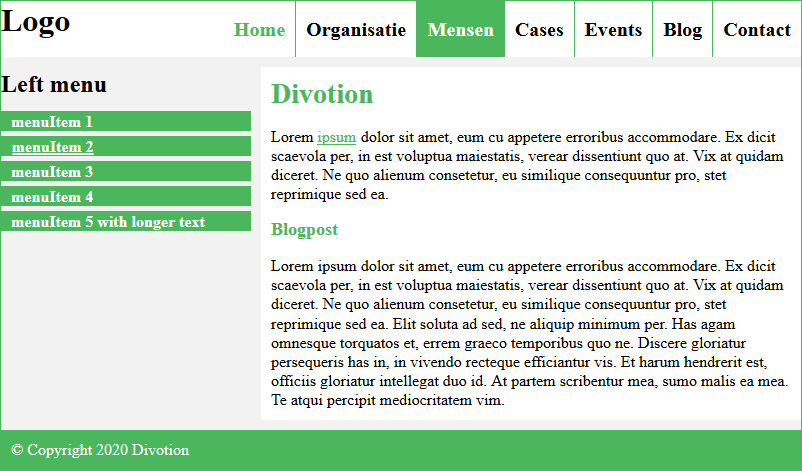 Logo
Home Organisatie Mensen Cases Events Blog Contact
Left menu
menuItem 1
menuItem 2
menuItem 3
menuItem 4
menuItem 5 with longer text
Divotion
Lorem ipsum dolor sit amet, eum cu appetere erroribus accommodare. Ex dicit
scaevola per, in est voluptua maiestatis, verear dissentiunt quo at. Vix at quidam
diceret. Ne quo alienum consetetur, eu similique consequuntur pro, stet
reprimique sed ea.
Blogpost
Lorem ipsum dolor sit amet, eum cu appetere erroribus accommodare. Ex dicit
scaevola per, in est voluptua maiestatis, verear dissentiunt quo at. Vix at quidam
diceret. Ne quo alienum consetetur, eu similique consequuntur pro, stet
reprimique sed ea. Elit soluta ad sed, ne aliquip minimum per. Has agam
omnesque torquatos et, errem graeco temporibus quo ne. Discere gloriatur
persequeris has in, in vivendo recteque efficiantur vis. Et harum hendrerit est,
officiis gloriatur intellegat duo id. At partem scribentur mea, sumo malis ea mea.
Te atqui percipit mediocritatem vim.
© Copyright 2020 Divotion